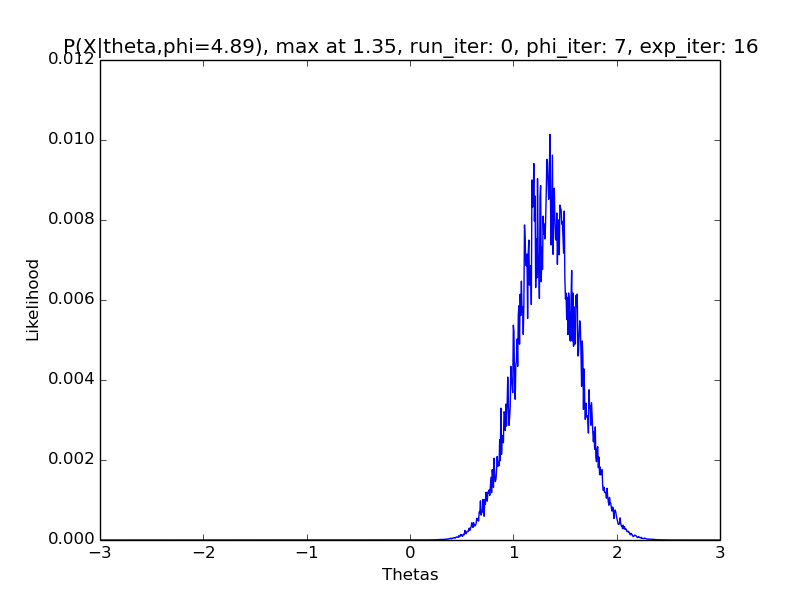 P(X|theta,phi=4.89), max at 1.35, run_iter: 0, phi_iter: 7, exp_iter: 16
0.012
0.010
0.008
0.006
0.004
0.002
0.000
Likelihood
−3 −2 −1 0 1 2 3
Thetas